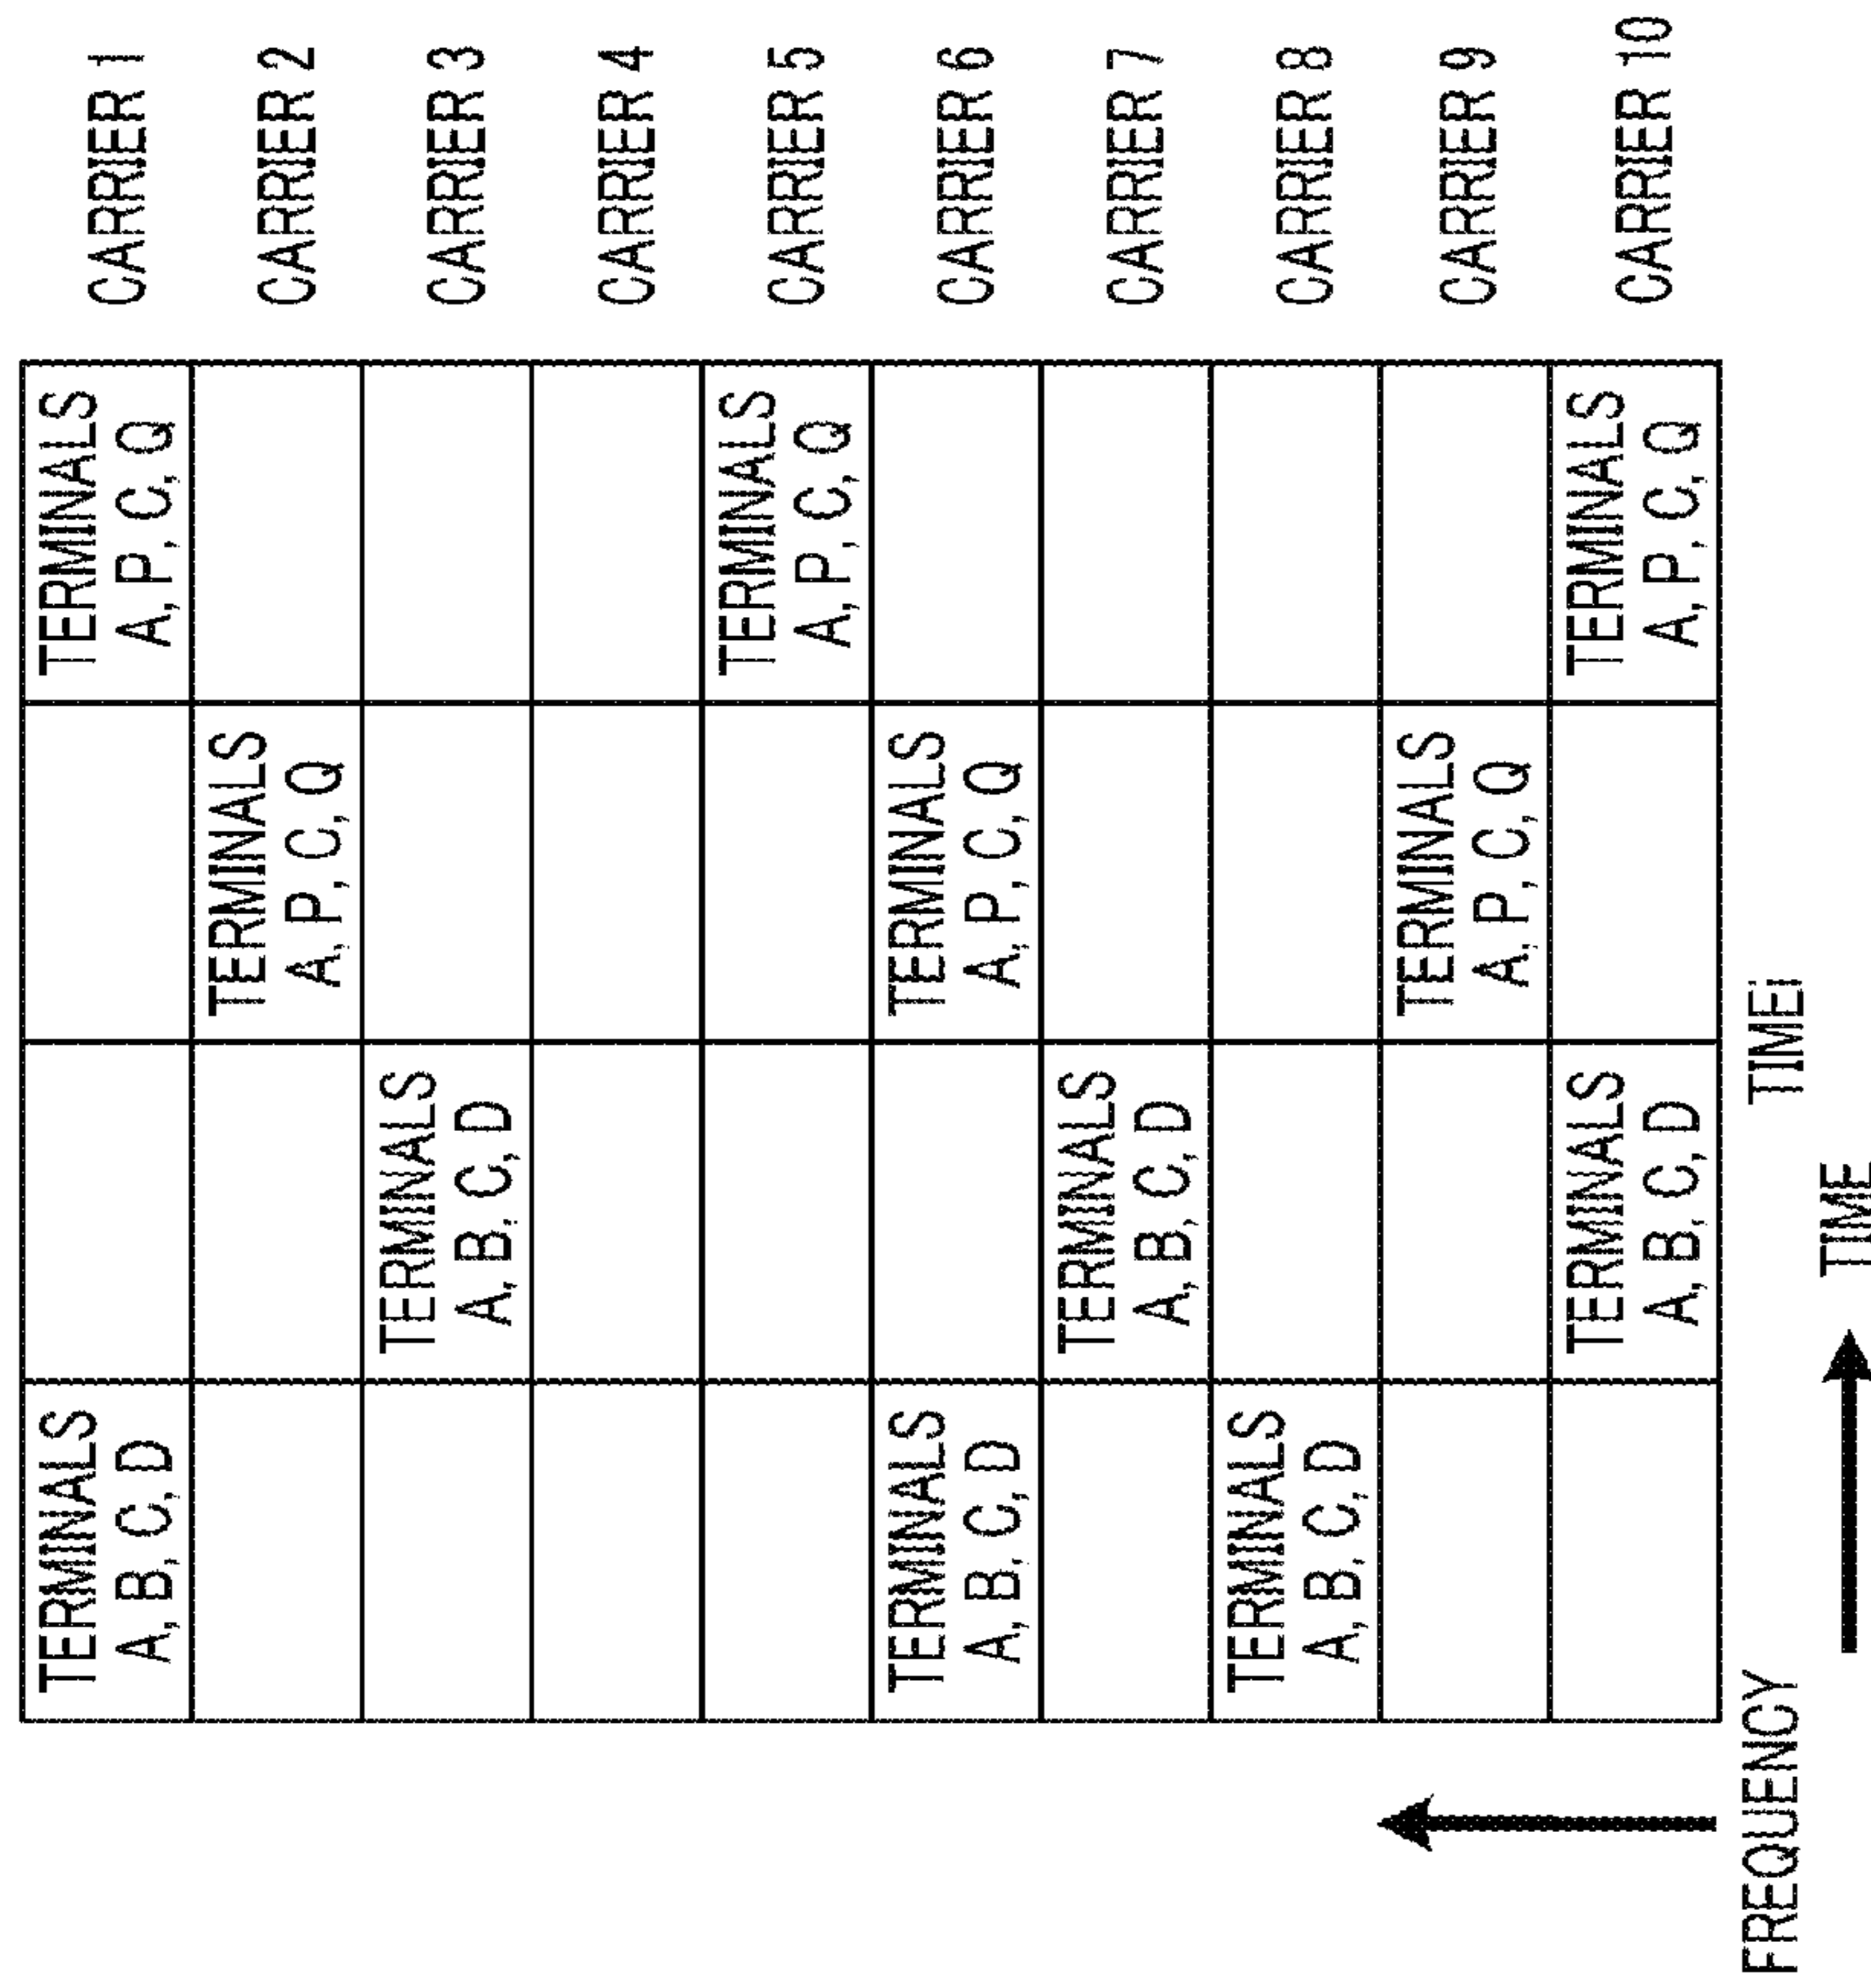 TERMINALS
A, B, C, D
TERMINALS
A, P, C, Q
CARRIER 1
TERMINALS
A, P, C, Q
CARRIER 2
TERMINALS
A, B, C, D
CARRIER 3
CARRIER 4
TERMINALS
A, P, C, Q
CARRIER 5
TERMINALS
A, B, C, D
TERMINALS
A, P, C, Q
CARRIER 6
TERMINALS
A, B, C, D
CARRIER 7
TERMINALS
A, B, C, D
CARRIER 8
TERMINALS
A, P, C, Q
CARRIER 9
TERMINALS
A, B, C, D
TERMINALS
A, P, C, Q
CARRIER 10
FREQUENCY
TIMEi
TIME